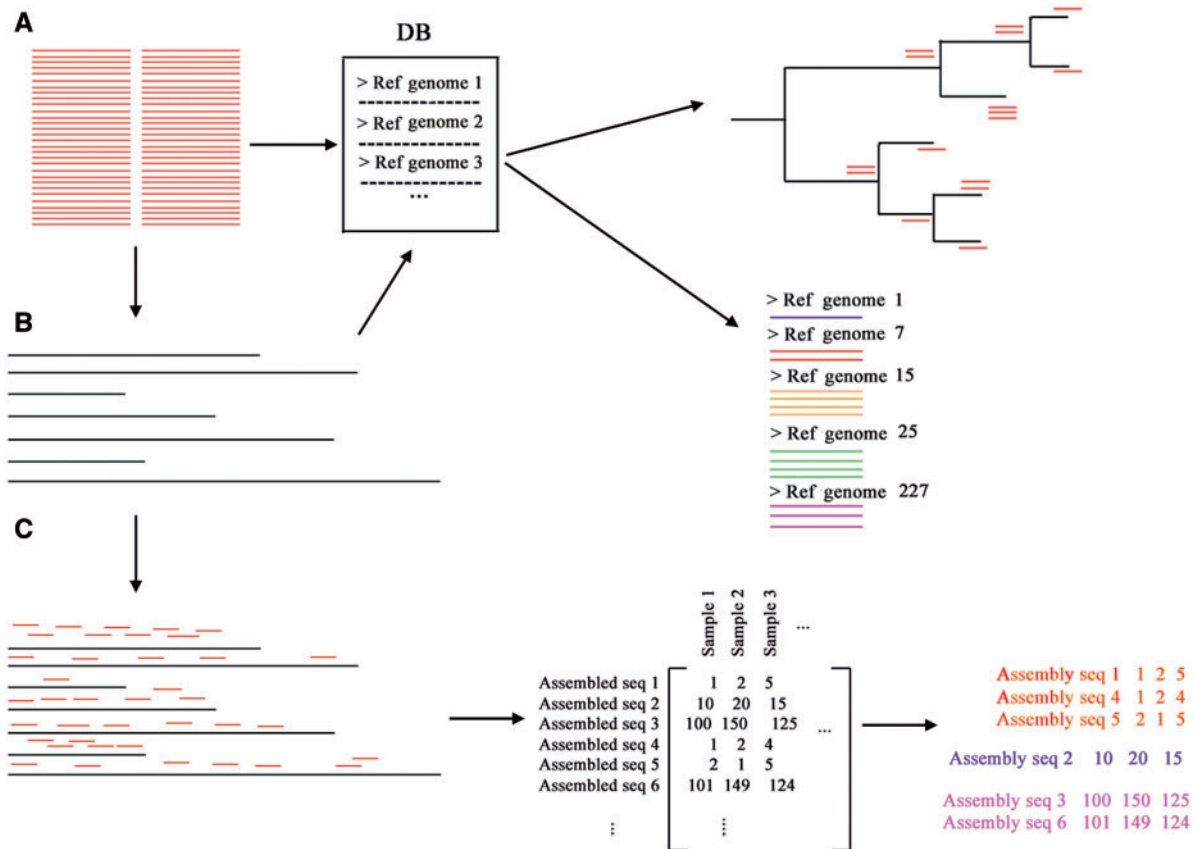 A
DB
> Ref genome 1
> Ref genome 2
> Ref genome 3
...
B
> Ref genome 1
> Ref genome 7
> Ref genome 15
> Ref genome 25
> Ref genome 227
C
Sample 1 Sample 2 Sample 3 ...
Assembled seq 1 1 2 5
Assembled seq 2 10 20 15
Assembled seq 3 100 150 125 ...
Assembled seq 4 1 2 4
Assembled seq 5 2 1 5
Assembled seq 6 101 149 124
... ....
Assembly seq 1 1 2 5
Assembly seq 4 1 2 4
Assembly seq 5 2 1 5
Assembly seq 2 10 20 15
Assembly seq 3 100 150 125
Assembly seq 6 101 149 124